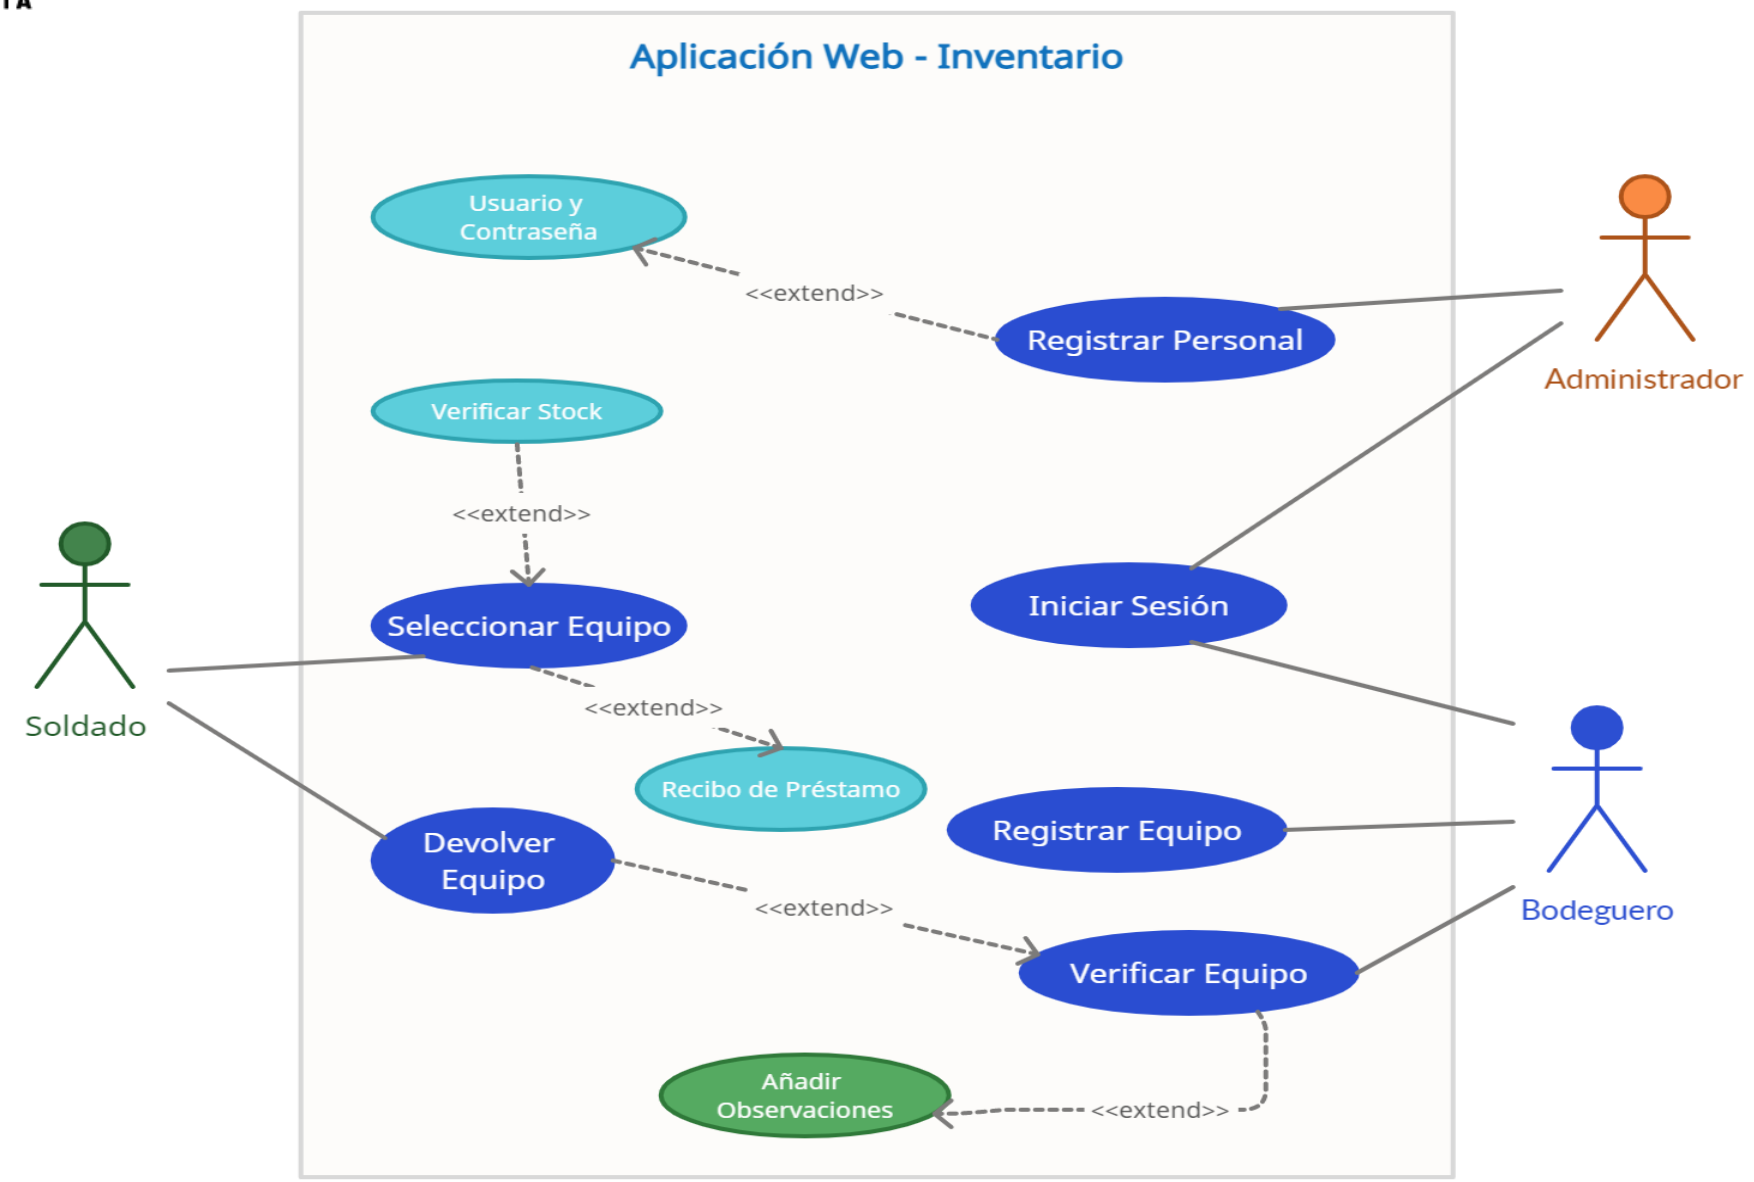 Aplicación Web - Inventario
Usuario y
Contraseña
<<extend>>
Registrar Personal
Administrador
Verificar Stock
<<extend>>
Seleccionar Equipo
Iniciar Sesión
Soldado
<<extend>>
Recibo de Préstamo
Registrar Equipo
Devolver
Equipo
<<extend>>
Bodeguero
Verificar Equipo
Añadir
Observaciones
<<extend>>